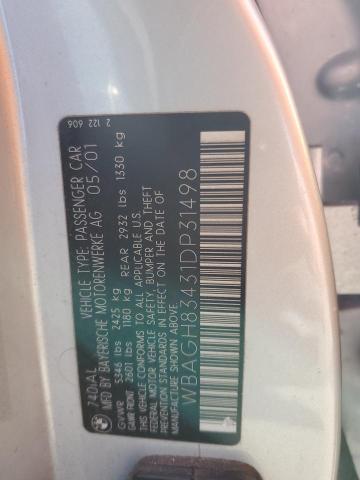 740iAL VEHICLE TYPE: PASSENGER CAR 2 122 606
MFD BY BAYERISCHE MOTORENWERKE AG 05/01
GVWR 5346 lbs 2425 kg
GAWR FRONT 2601 lbs 1180 kg REAR 2932 lbs 1330 kg
THIS VEHICLE CONFORMS TO ALL APPLICABLE U.S.
FEDERAL MOTOR VEHICLE SAFETY, BUMPER AND THEFT
PREVENTION STANDARDS IN EFFECT ON THE DATE OF
MANUFACTURE SHOWN ABOVE.
WBAGH83431DP31498